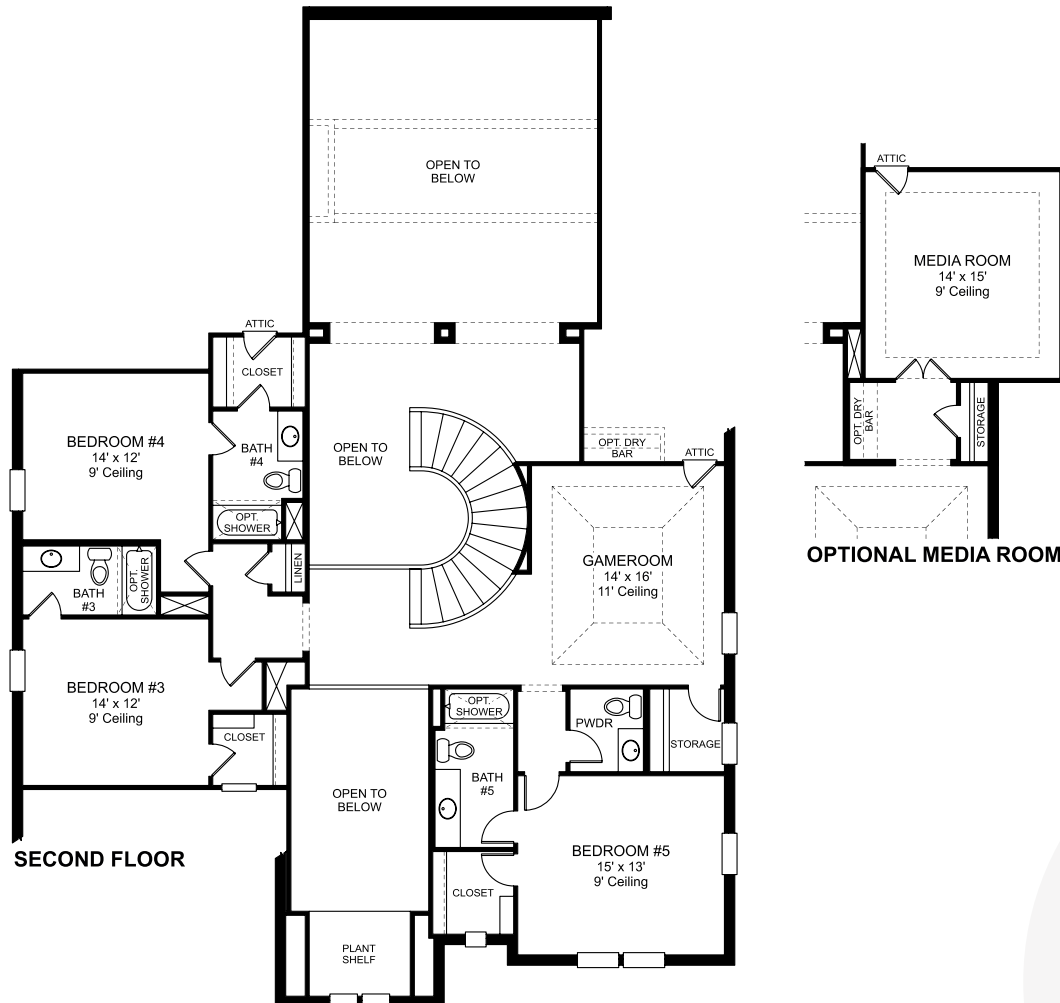 OPEN TO
BELOW
ATTIC
CLOSET
BEDROOM #4
14' x 12'
9' Ceiling
BATH
#4
OPT.
SHOWER
OPEN TO
BELOW
OPT. DRY
BAR
ATTIC
GAMEROOM
14' x 16'
11' Ceiling
LINEN
BATH
#3
OPT.
SHOWER
BEDROOM #3
14' x 12'
9' Ceiling
CLOSET
OPT.
SHOWER
BATH
#5
PWDR
STORAGE
OPEN TO
BELOW
BEDROOM #5
15' x 13'
9' Ceiling
CLOSET
PLANT
SHELF
SECOND FLOOR
ATTIC
MEDIA ROOM
14' x 15'
9' Ceiling
OPT. DRY
BAR
STORAGE
OPTIONAL MEDIA ROOM